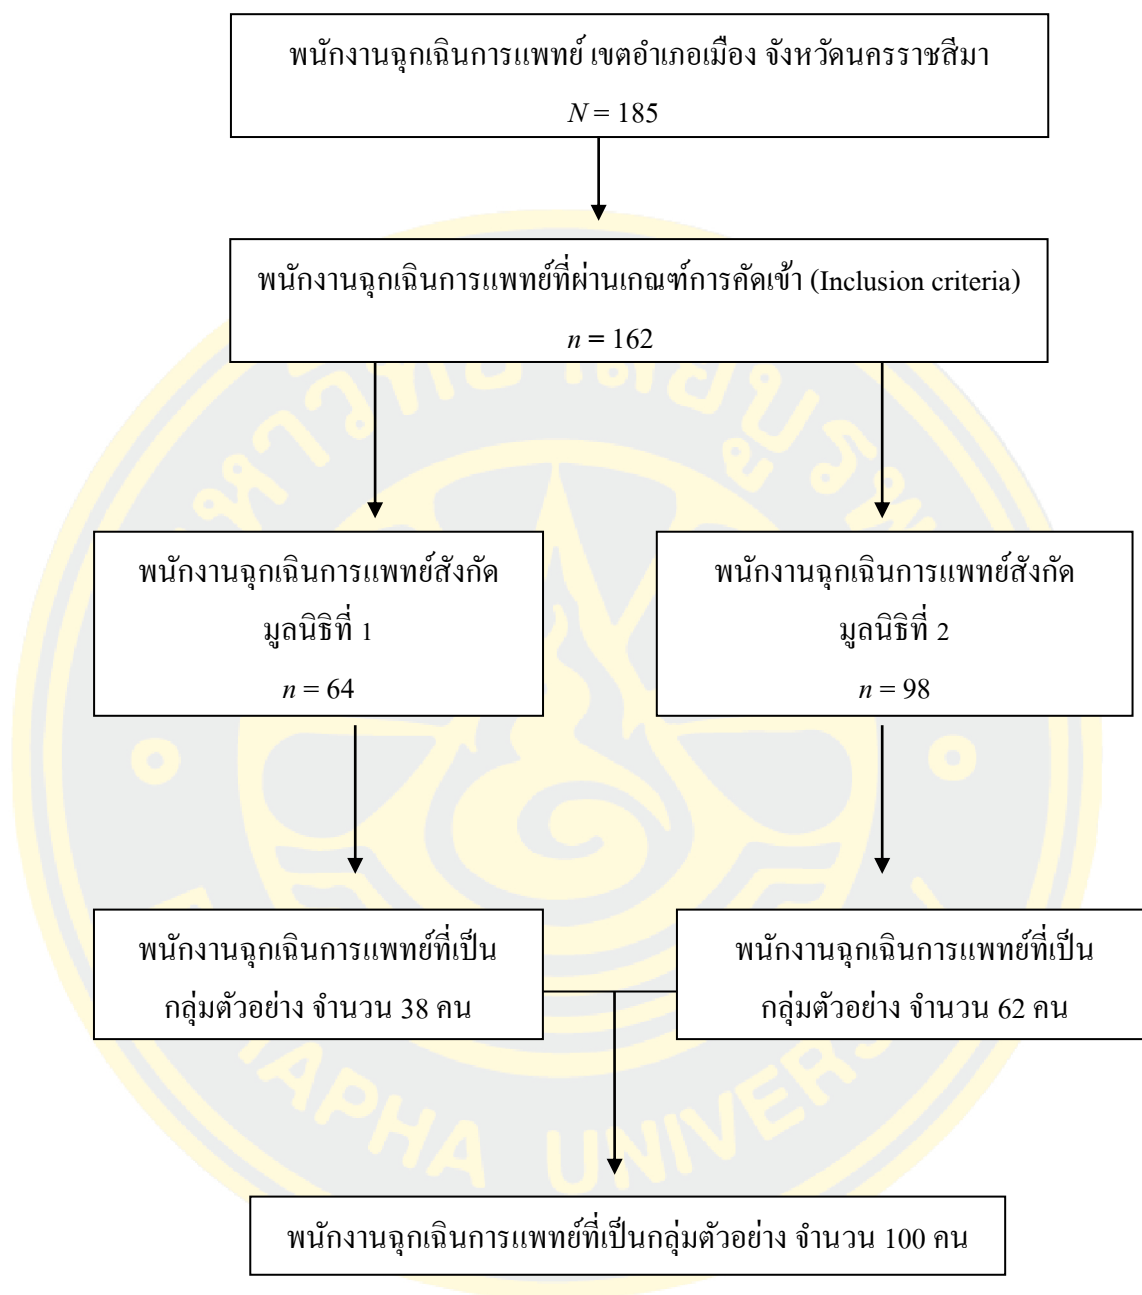 พนักงานฉุกเฉินการแพทย์ เขตอำเภอเมือง จังหวัดนครราชสีมา
N = 185
พนักงานฉุกเฉินการแพทย์ที่ผ่านเกณฑ์การคัดเข้า (Inclusion criteria)
n = 162
พนักงานฉุกเฉินการแพทย์สังกัด
มูลนิธิที่ 1
n = 64
พนักงานฉุกเฉินการแพทย์สังกัด
มูลนิธิที่ 2
n = 98
พนักงานฉุกเฉินการแพทย์ที่เป็น
กลุ่มตัวอย่าง จำนวน 38 คน
พนักงานฉุกเฉินการแพทย์ที่เป็น
กลุ่มตัวอย่าง จำนวน 62 คน
พนักงานฉุกเฉินการแพทย์ที่เป็นกลุ่มตัวอย่าง จำนวน 100 คน